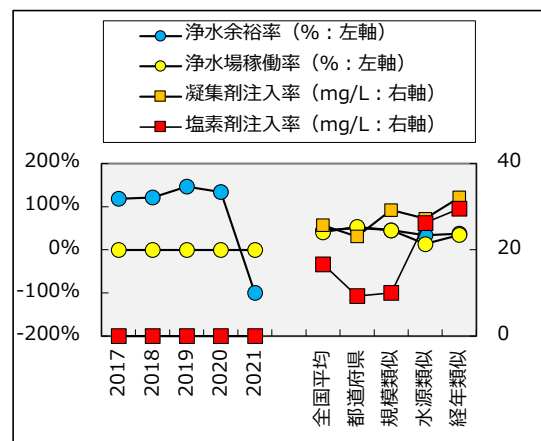 浄水余裕率（%：左軸）
浄水場稼働率（%：左軸）
凝集剤注入率（mg/L：右軸）
塩素剤注入率（mg/L：右軸）
200%
100%
0%
-100%
-200%
40
20
0
2017
2018
2019
2020
2021
全国平均
都道府県
規模類似
水源類似
経年類似